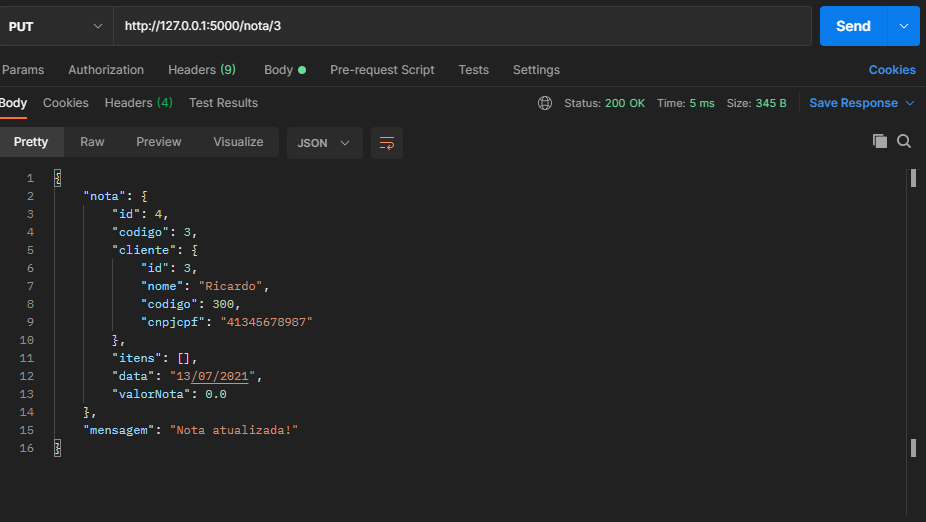 PUT http://127.0.0.1:5000/nota/3 Send
Params Authorization Headers (9) Body Pre-request Script Tests Settings Cookies
Body Cookies Headers (4) Test Results Status: 200 OK Time: 5 ms Size: 345 B Save Response
Pretty Raw Preview Visualize JSON
1 {
2 "nota": {
3 "id": 4,
4 "codigo": 3,
5 "cliente": {
6 "id": 3,
7 "nome": "Ricardo",
8 "codigo": 300,
9 "cnpjcpf": "41345678987"
10 },
11 "itens": [],
12 "data": "13/07/2021",
13 "valorNota": 0.0
14 },
15 "mensagem": "Nota atualizada!"
16 }